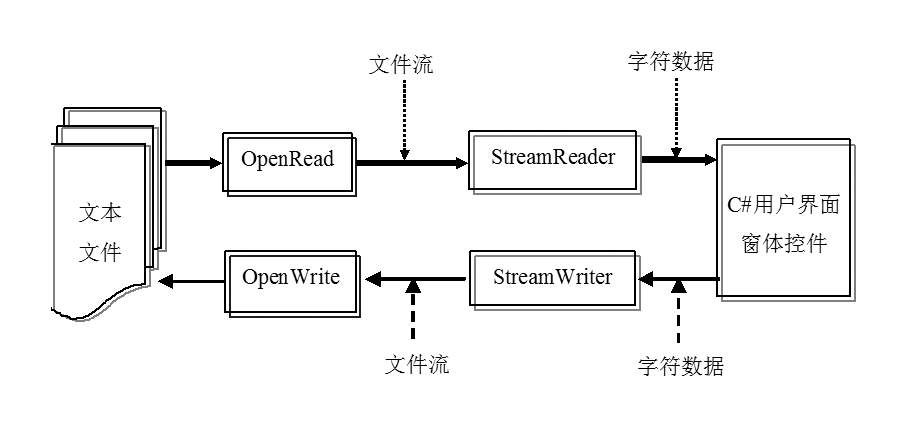 文件流
字符数据
OpenRead
StreamReader
文本
文件
C#用户界面
窗体控件
OpenWrite
StreamWriter
文件流
字符数据